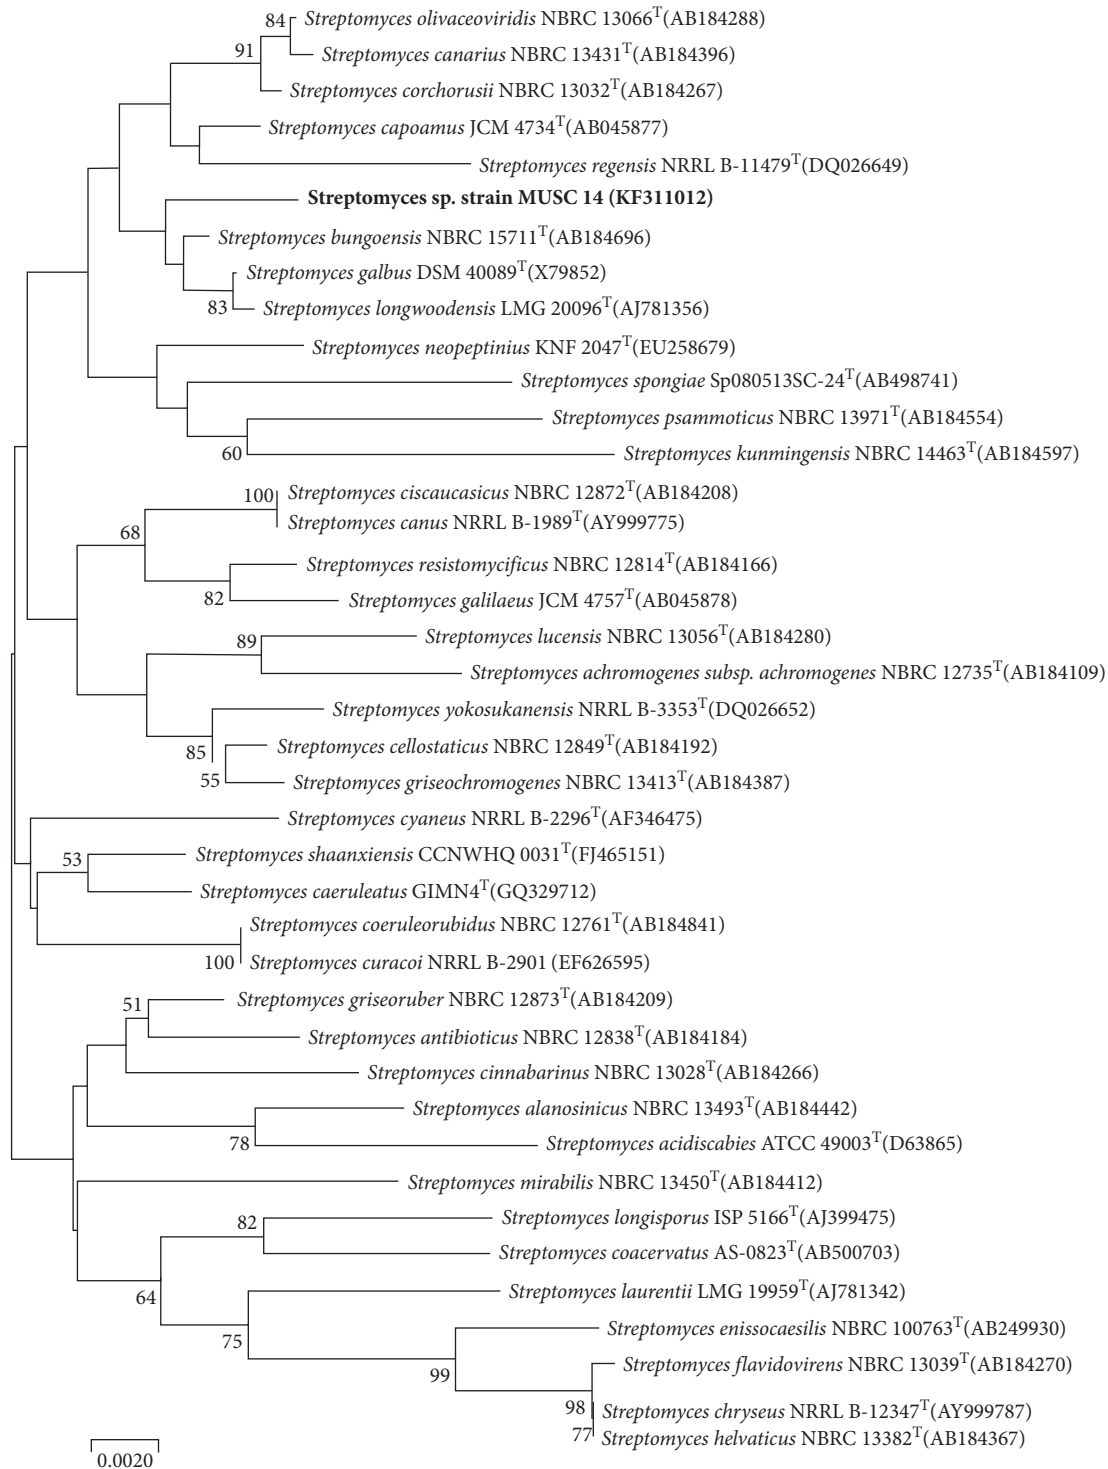 84
Streptomyces olivaceoviridis NBRC 13066T(AB184288)
91
Streptomyces canarius NBRC 13431T(AB184396)
Streptomyces corchorusii NBRC 13032T(AB184267)
Streptomyces capoamus JCM 4734T(AB045877)
Streptomyces regensis NRRL B-11479T(DQ026649)
Streptomyces sp. strain MUSC 14 (KF311012)
Streptomyces bungoensis NBRC 15711T(AB184696)
Streptomyces galbus DSM 40089T(X79852)
83
Streptomyces longwoodensis LMG 20096T(AJ781356)
Streptomyces neopeptinius KNF 2047T(EU258679)
Streptomyces spongiae Sp080513SC-24T(AB498741)
Streptomyces psammoticus NBRC 13971T(AB184554)
60
Streptomyces kunmingensis NBRC 14463T(AB184597)
100
Streptomyces ciscaucasicus NBRC 12872T(AB184208)
Streptomyces canus NRRL B-1989T(AY999775)
68
Streptomyces resistomycificus NBRC 12814T(AB184166)
82
Streptomyces galilaeus JCM 4757T(AB045878)
89
Streptomyces lucensis NBRC 13056T(AB184280)
Streptomyces achromogenes subsp. achromogenes NBRC 12735T(AB184109)
Streptomyces yokosukanensis NRRL B-3353T(DQ026652)
85
Streptomyces cellostaticus NBRC 12849T(AB184192)
55
Streptomyces griseochromogenes NBRC 13413T(AB184387)
Streptomyces cyaneus NRRL B-2296T(AF346475)
53
Streptomyces shaanxiensis CCNWHQ 0031T(FJ465151)
Streptomyces caeruleatus GIMN4T(GQ329712)
Streptomyces coeruleorubidus NBRC 12761T(AB184841)
100
Streptomyces curacoi NRRL B-2901 (EF626595)
51
Streptomyces griseoruber NBRC 12873T(AB184209)
Streptomyces antibioticus NBRC 12838T(AB184184)
Streptomyces cinnabarinus NBRC 13028T(AB184266)
Streptomyces alanosinicus NBRC 13493T(AB184442)
78
Streptomyces acidiscabies ATCC 49003T(D63865)
Streptomyces mirabilis NBRC 13450T(AB184412)
82
Streptomyces longisporus ISP 5166T(AJ399475)
Streptomyces coacervatus AS-0823T(AB500703)
64
Streptomyces laurentii LMG 19959T(AJ781342)
75
Streptomyces enissocaesilis NBRC 100763T(AB249930)
99
Streptomyces flavidovirens NBRC 13039T(AB184270)
98
Streptomyces chryseus NRRL B-12347T(AY999787)
77
Streptomyces helvaticus NBRC 13382T(AB184367)
0.0020